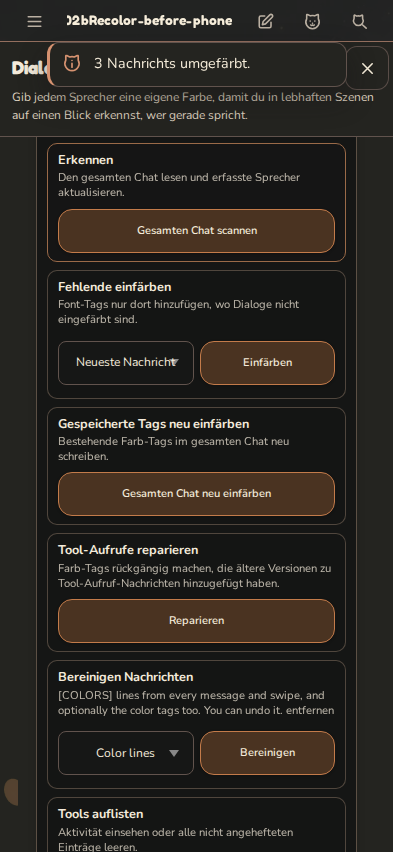 02bRecolor-before-phone
3 Nachrichts umgefärbt.
Gib jedem Sprecher eine eigene Farbe, damit du in lebhaften Szenen
auf einen Blick erkennst, wer gerade spricht.
Erkennen
Den gesamten Chat lesen und erfasste Sprecher
aktualisieren.
Gesamten Chat scannen
Fehlende einfärben
Font-Tags nur dort hinzufügen, wo Dialoge nicht
eingefärbt sind.
Neueste Nachricht
Einfärben
Gespeicherte Tags neu einfärben
Bestehende Farb-Tags im gesamten Chat neu
schreiben.
Gesamten Chat neu einfärben
Tool-Aufrufe reparieren
Farb-Tags rückgängig machen, die ältere Versionen zu
Tool-Aufruf-Nachrichten hinzugefügt haben.
Reparieren
Bereinigen Nachrichten
[COLORS] lines from every message and swipe, and
optionally the color tags too. You can undo it. entfernen
Color lines
Bereinigen
Tools auflisten
Aktivität einsehen oder alle nicht angehefteten
Einträge leeren.